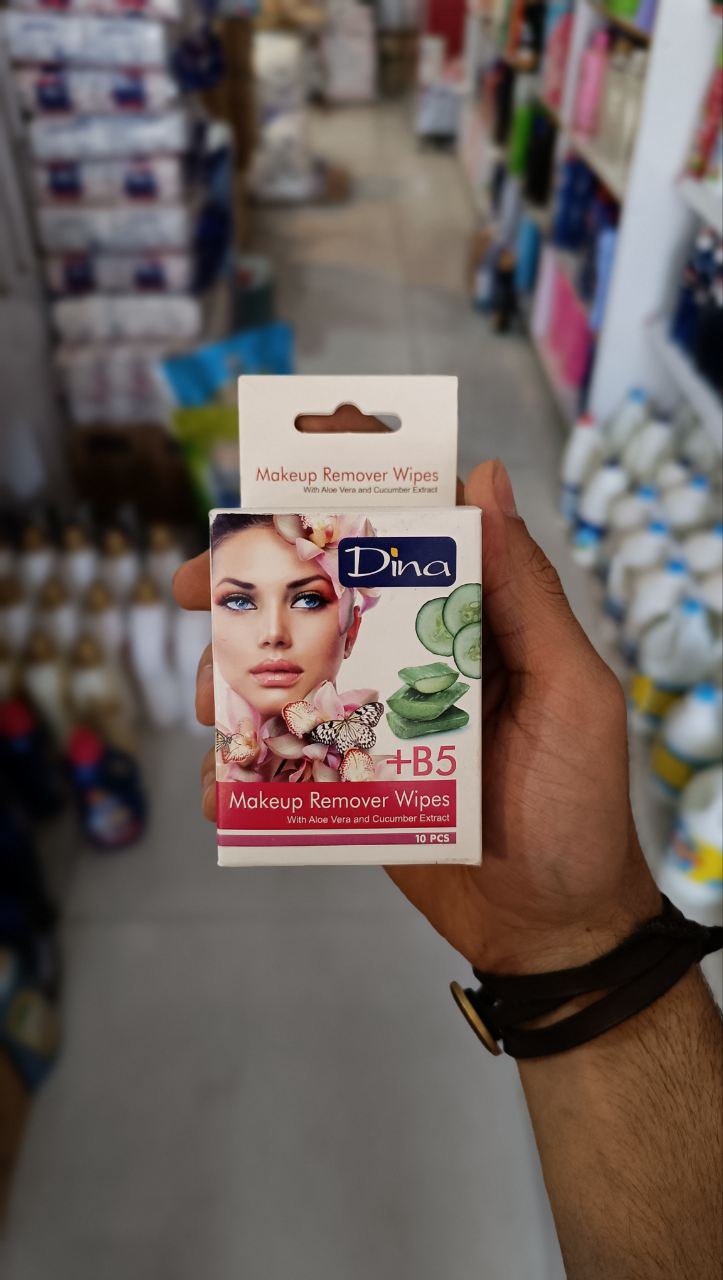 Makeup Remover Wipes
With Aloe Vera and Cucumber Extract
Dina
+B5
Makeup Remover Wipes
With Aloe Vera and Cucumber Extract
10 PCS